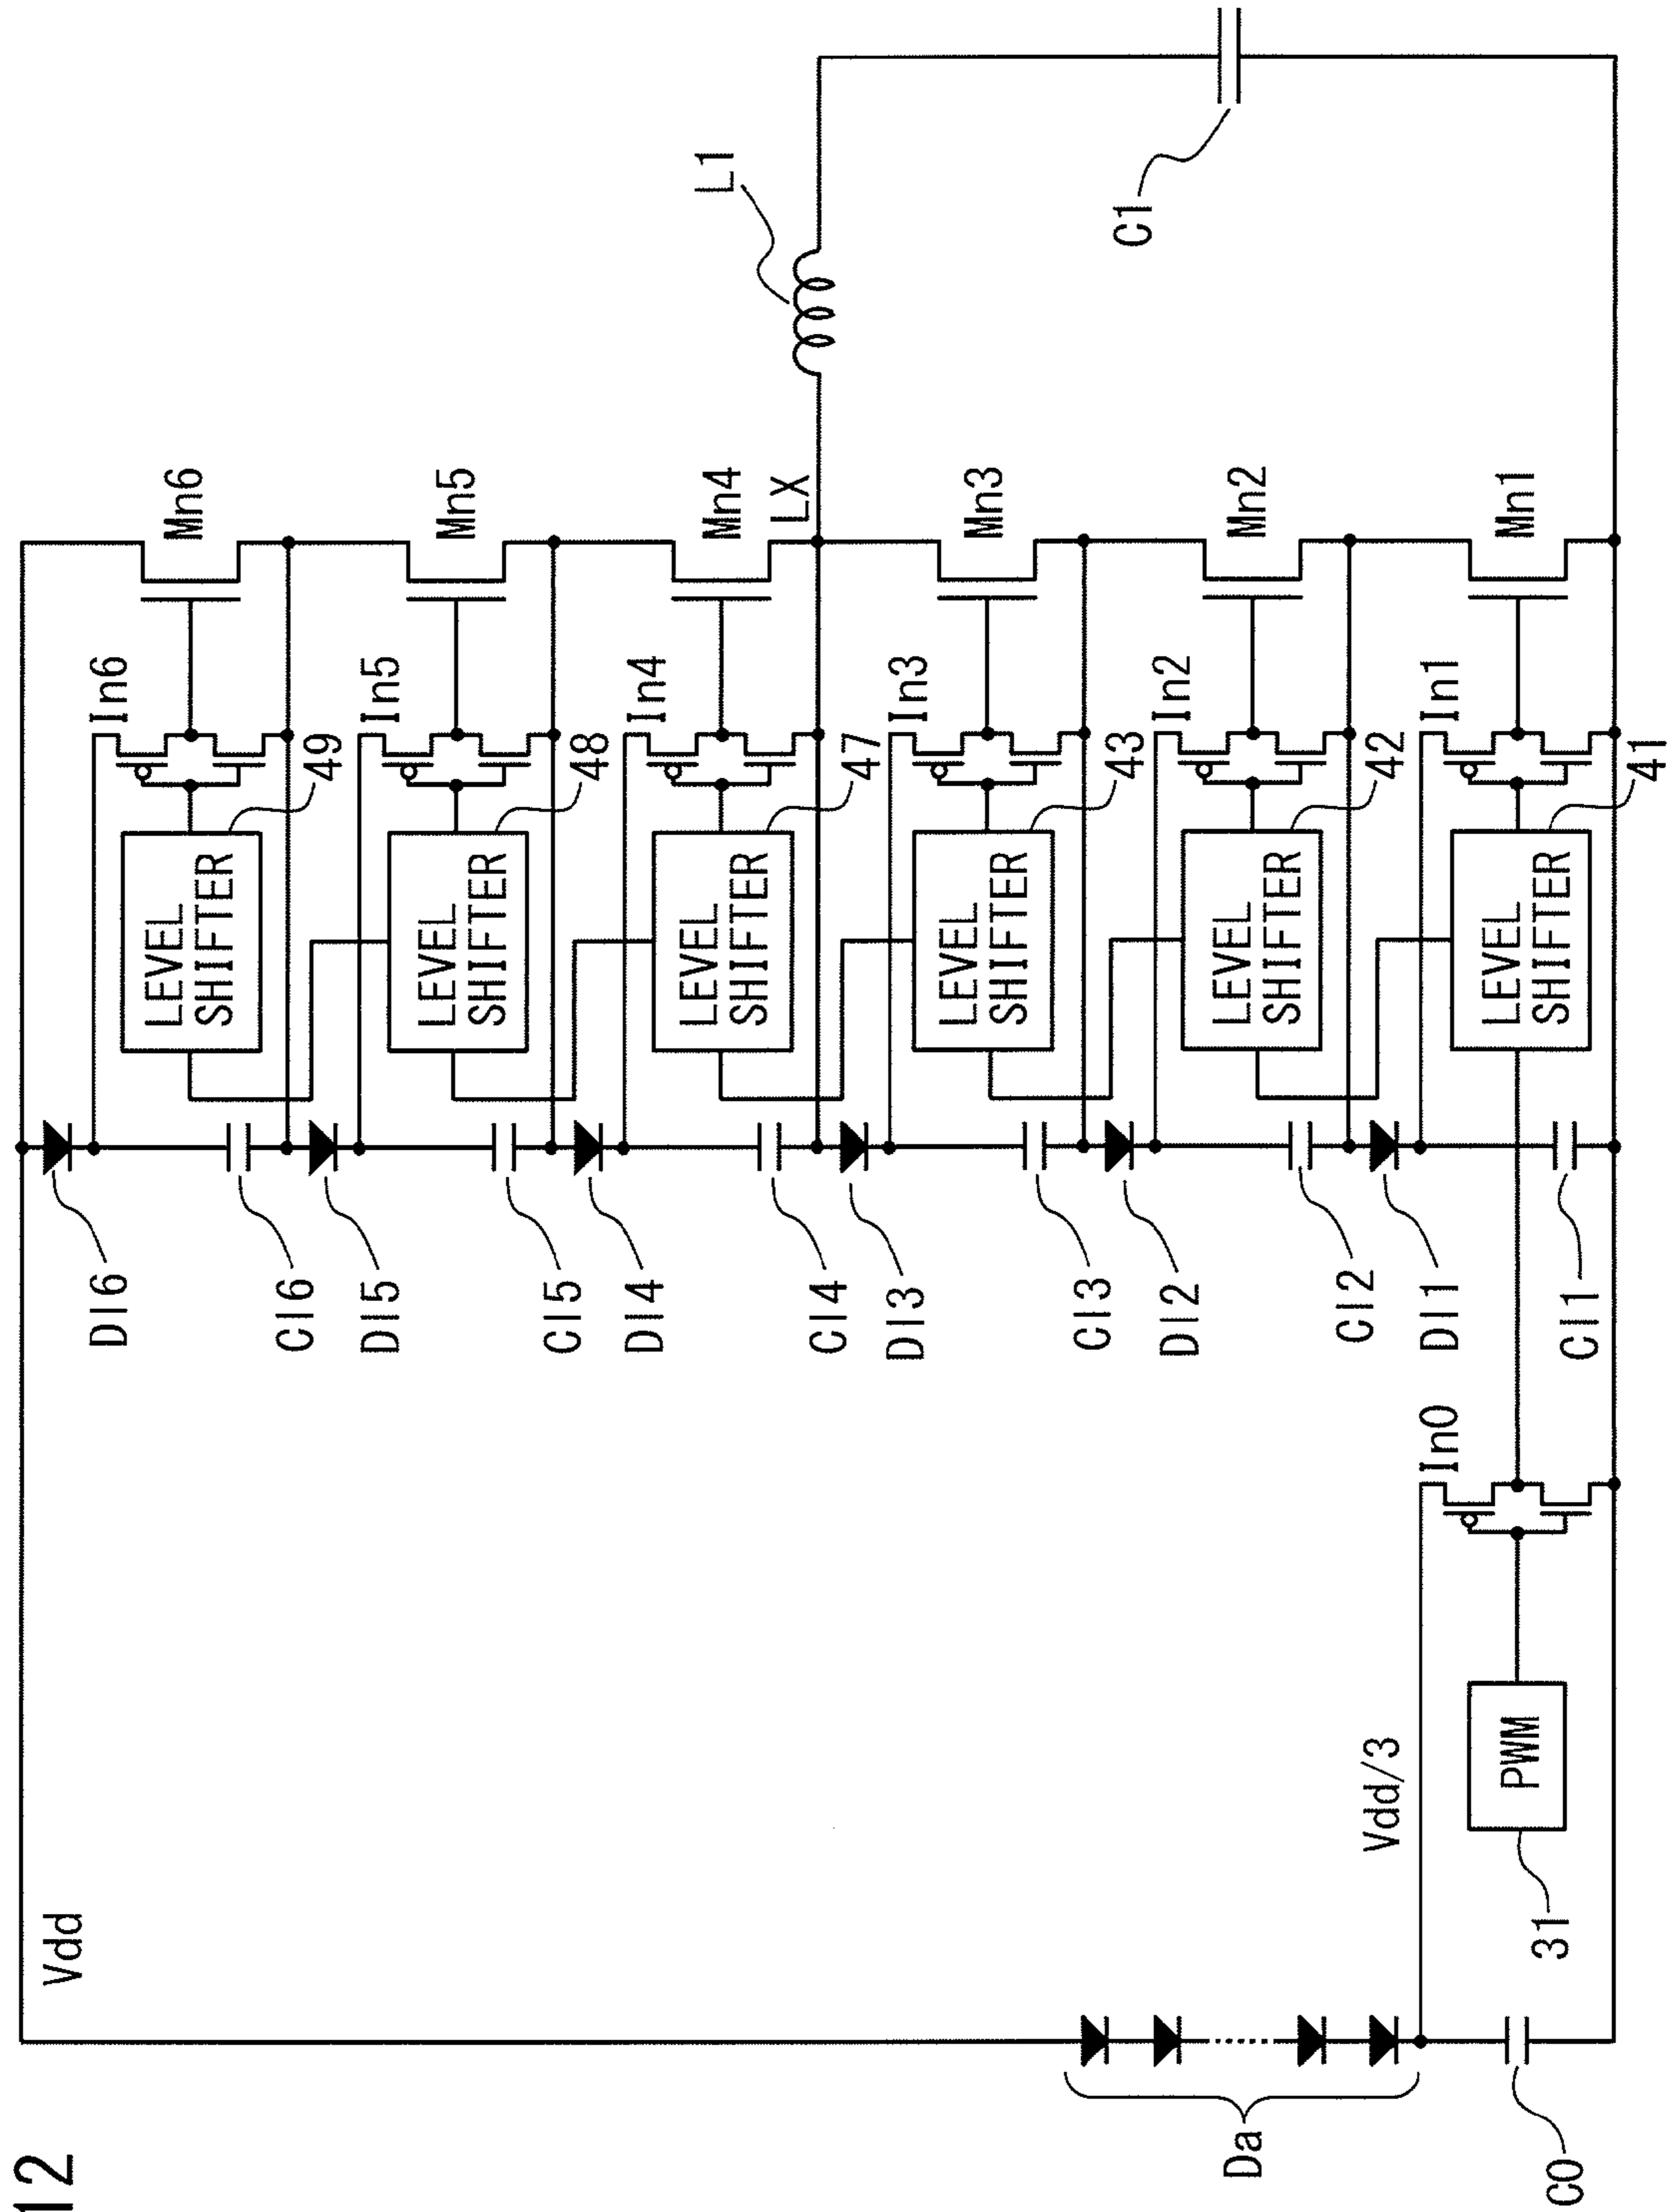 12
Vdd
DI6
CI6
LEVEL
SHIFTER
49
In6
Mn6
DI5
CI5
LEVEL
SHIFTER
48
In5
Mn5
DI4
CI4
LEVEL
SHIFTER
47
In4
Mn4
LX
L1
DI3
CI3
LEVEL
SHIFTER
43
In3
Mn3
DI2
CI2
LEVEL
SHIFTER
42
In2
Mn2
DI1
CI1
LEVEL
SHIFTER
41
In1
Mn1
C1
Da
Vdd/3
In0
PWM
31
C0